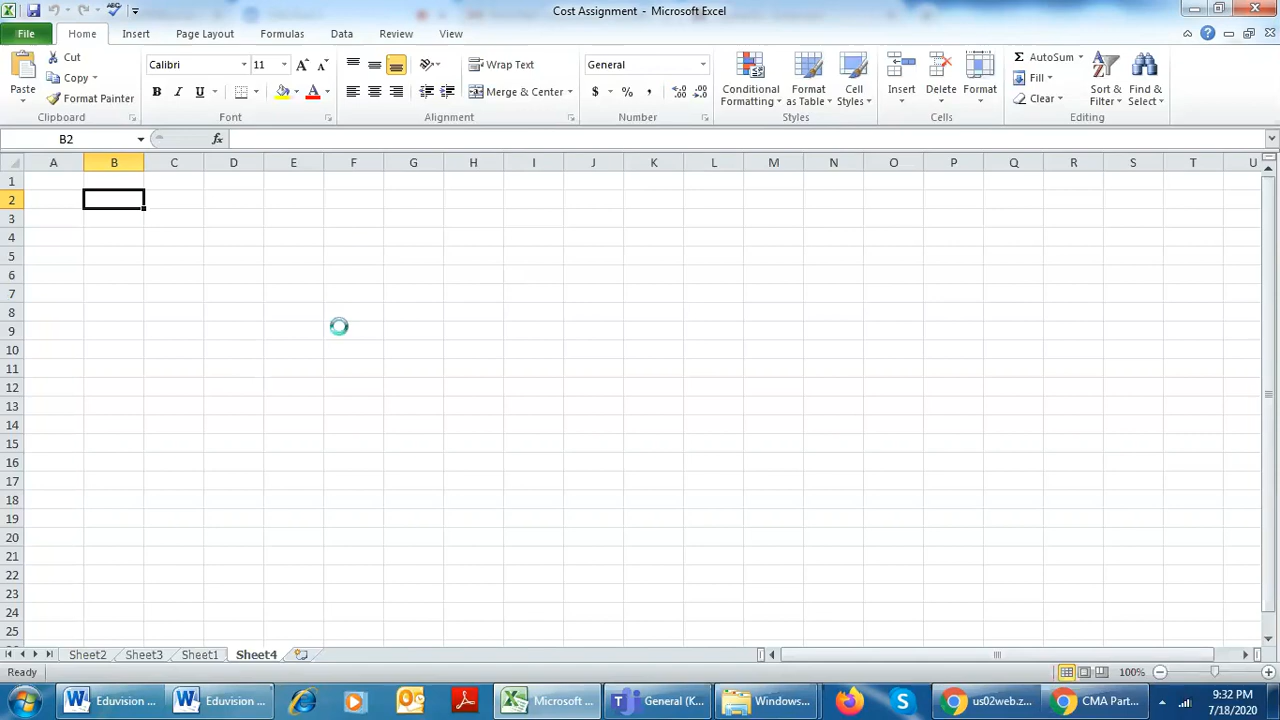 Cost Assignment - Microsoft Excel
File Home Insert Page Layout Formulas Data Review View
Cut
Copy
Format Painter
Paste
Clipboard
Calibri 11
B I U
Font
Wrap Text
Merge & Center
Alignment
General
$ % ,
Number
Conditional Formatting
Format as Table
Cell Styles
Styles
Insert Delete Format
Cells
AutoSum
Fill
Clear
Sort & Filter
Find & Select
Editing
B2 fx
A B C D E F G H I J K L M N O P Q R S T U
1
2
3
4
5
6
7
8
9
10
11
12
13
14
15
16
17
18
19
20
21
22
23
24
25
Sheet2 Sheet3 Sheet1 Sheet4
Ready 100%
Eduvision ... Eduvision ... Microsoft ... General (K... Windows... us02web.z... CMA Part...
9:32 PM
7/18/2020